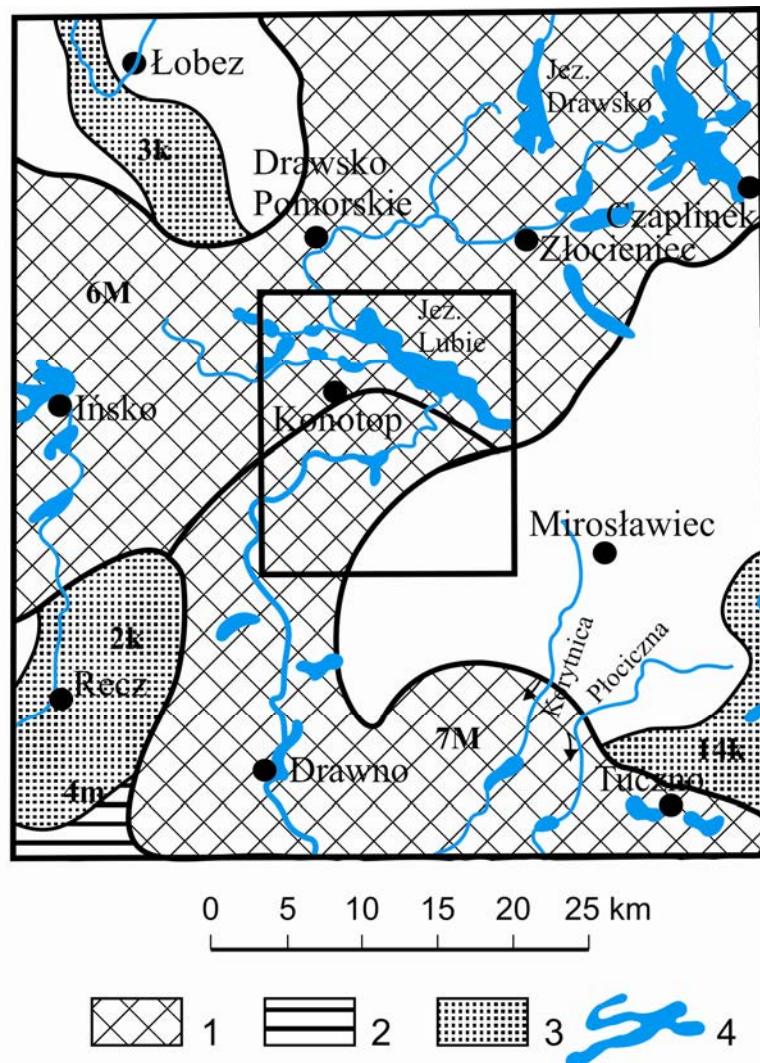 Łobez
Jez.
Drawsko
3k
Drawsko
Pomorskie
Czaplinek
Złocieniec
6M
Jez.
Lubie
Ińsko
Konotop
Mirosławiec
2k
Korytnica
Płociczna
Recz
7M
14k
Drawno
Tuczno
4m
0 5 10 15 20 25 km
1 2 3 4